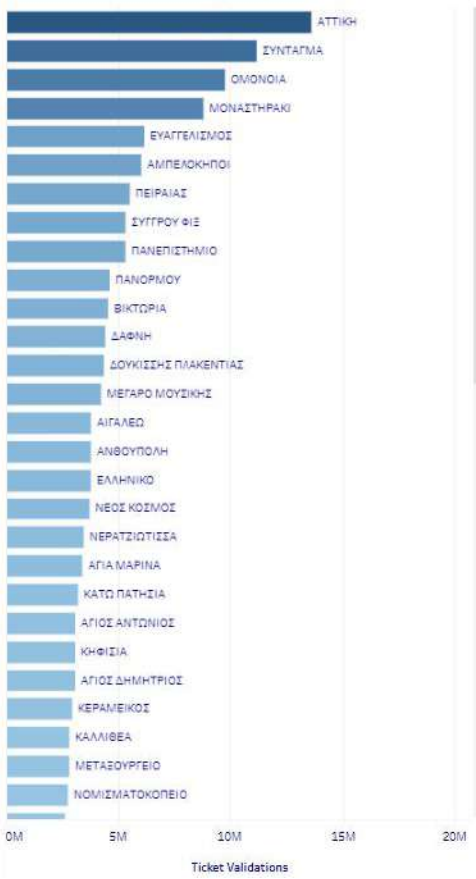 ΑΤΤΙΚΗ
ΣΥΝΤΑΓΜΑ
ΟΜΟΝΟΙΑ
ΜΟΝΑΣΤΗΡΑΚΙ
ΕΥΑΓΓΕΛΙΣΜΟΣ
ΑΜΠΕΛΟΚΗΠΟΙ
ΠΕΙΡΑΙΑΣ
ΣΥΓΓΡΟΥ ΦΙΞ
ΠΑΝΕΠΙΣΤΗΜΙΟ
ΠΑΝΟΡΜΟΥ
ΒΙΚΤΩΡΙΑ
ΔΑΦΝΗ
ΔΟΥΚΙΣΣΗΣ ΠΛΑΚΕΝΤΙΑΣ
ΜΕΓΑΡΟ ΜΟΥΣΙΚΗΣ
ΑΙΓΑΛΕΩ
ΑΝΘΟΥΠΟΛΗ
ΕΛΛΗΝΙΚΟ
ΝΕΟΣ ΚΟΣΜΟΣ
ΝΕΡΑΤΖΙΩΤΙΣΣΑ
ΑΓΙΑ ΜΑΡΙΝΑ
ΚΑΤΩ ΠΑΤΗΣΙΑ
ΑΓΙΟΣ ΑΝΤΩΝΙΟΣ
ΚΗΦΙΣΙΑ
ΑΓΙΟΣ ΔΗΜΗΤΡΙΟΣ
ΚΕΡΑΜΕΙΚΟΣ
ΚΑΛΛΙΘΕΑ
ΜΕΤΑΞΟΥΡΓΕΙΟ
ΝΟΜΙΣΜΑΤΟΚΟΠΕΙΟ
0M 5M 10M 15M 20M
Ticket Validations